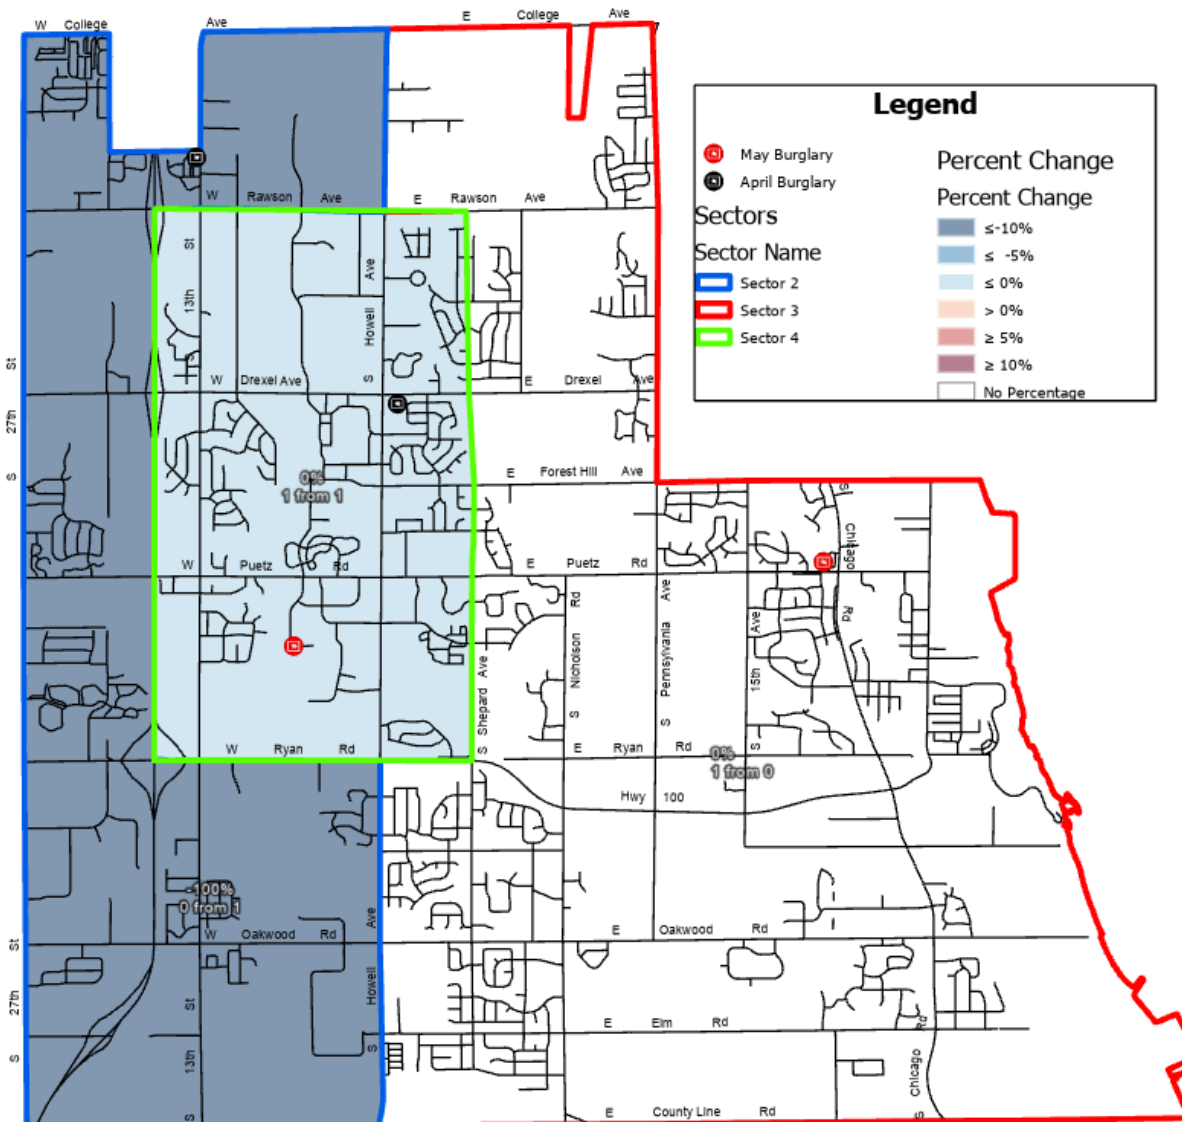 W College Ave E College Ave
Legend
May Burglary
April Burglary
Sectors
Sector Name
Sector 2
Sector 3
Sector 4
Percent Change
Percent Change
≤-10%
≤ -5%
≤ 0%
> 0%
≥ 5%
≥ 10%
No Percentage
W Rawson Ave E Rawson Ave
S 13th St
S Howell Ave
S 27th St
W Drexel Ave E Drexel Ave
0%
1 from 1
E Forest Hill Ave
W Puetz Rd E Puetz Rd
S Chicago Rd
S Shepard Ave
S Nicholson Rd
S Pennsylvania Ave
S 15th Ave
W Ryan Rd E Ryan Rd
0%
1 from 0
Hwy 100
-100%
0 from 1
W Oakwood Rd E Oakwood Rd
S 27th St
S 13th St
S Howell Ave
E Elm Rd
S Chicago Rd
E County Line Rd